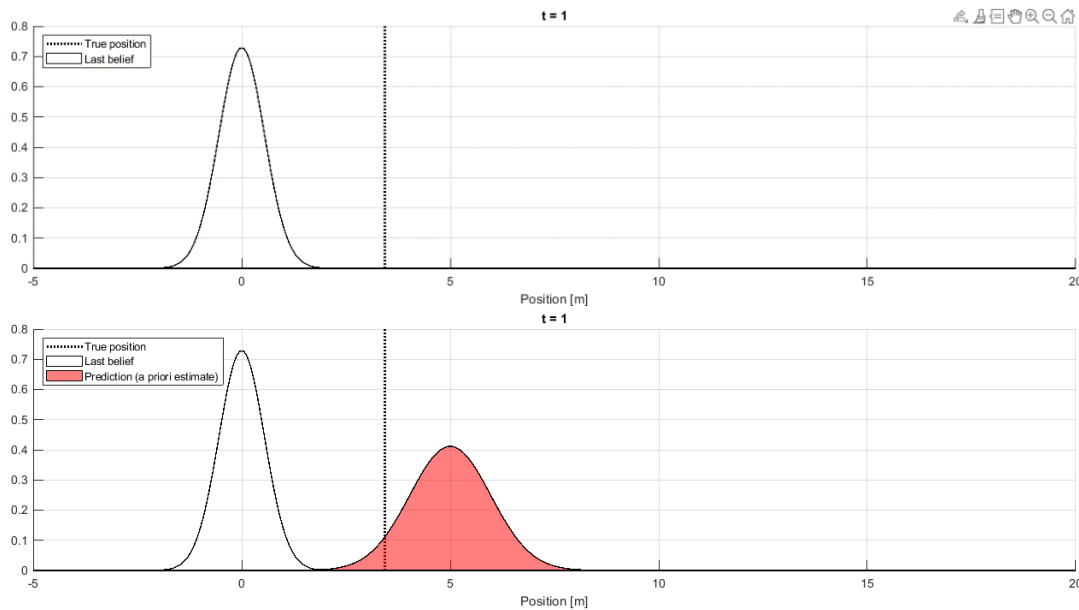 t = 1
0.8
0.7
0.6
0.5
0.4
0.3
0.2
0.1
0
True position
Last belief
-5 0 5 10 15 20
Position [m]
t = 1
0.8
0.7
0.6
0.5
0.4
0.3
0.2
0.1
0
True position
Last belief
Prediction (a priori estimate)
-5 0 5 10 15 20
Position [m]